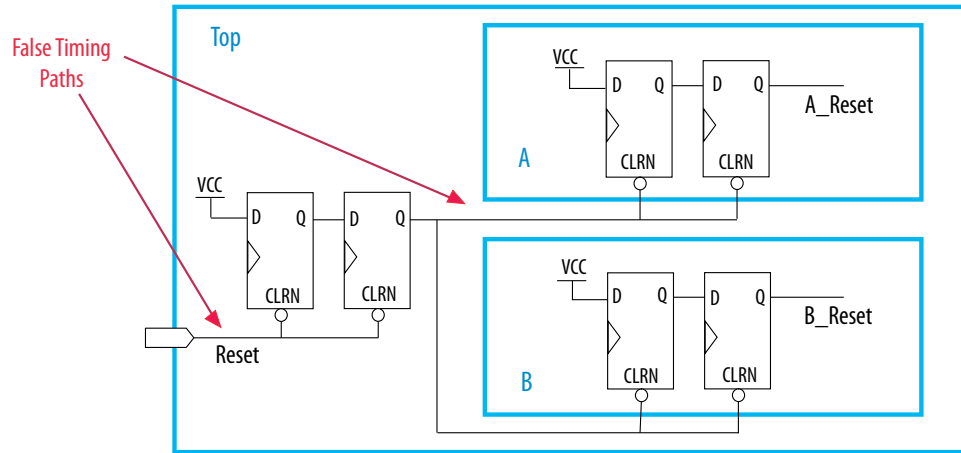 False Timing
Paths
Top
VCC
D Q D Q
A_Reset
CLRN CLRN
A
VCC
D Q D Q
CLRN CLRN
Reset
VCC
D Q D Q
B_Reset
CLRN CLRN
B